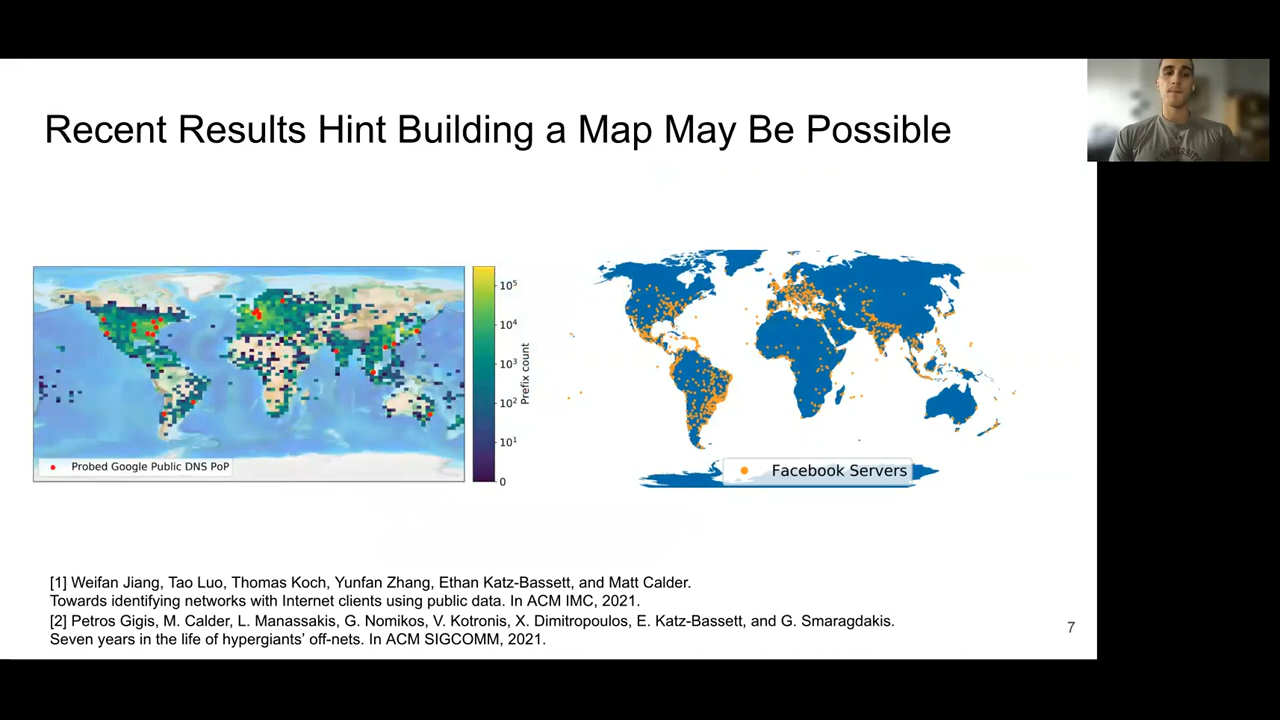 Recent Results Hint Building a Map May Be Possible
10⁵
10⁴
10³
10²
10¹
0
Prefix count
Probed Google Public DNS PoP
Facebook Servers
[1] Weifan Jiang, Tao Luo, Thomas Koch, Yunfan Zhang, Ethan Katz-Bassett, and Matt Calder.
Towards identifying networks with Internet clients using public data. In ACM IMC, 2021.
[2] Petros Gigis, M. Calder, L. Manassakis, G. Nomikos, V. Kotronis, X. Dimitropoulos, E. Katz-Bassett, and G. Smaragdakis.
Seven years in the life of hypergiants' off-nets. In ACM SIGCOMM, 2021.
7